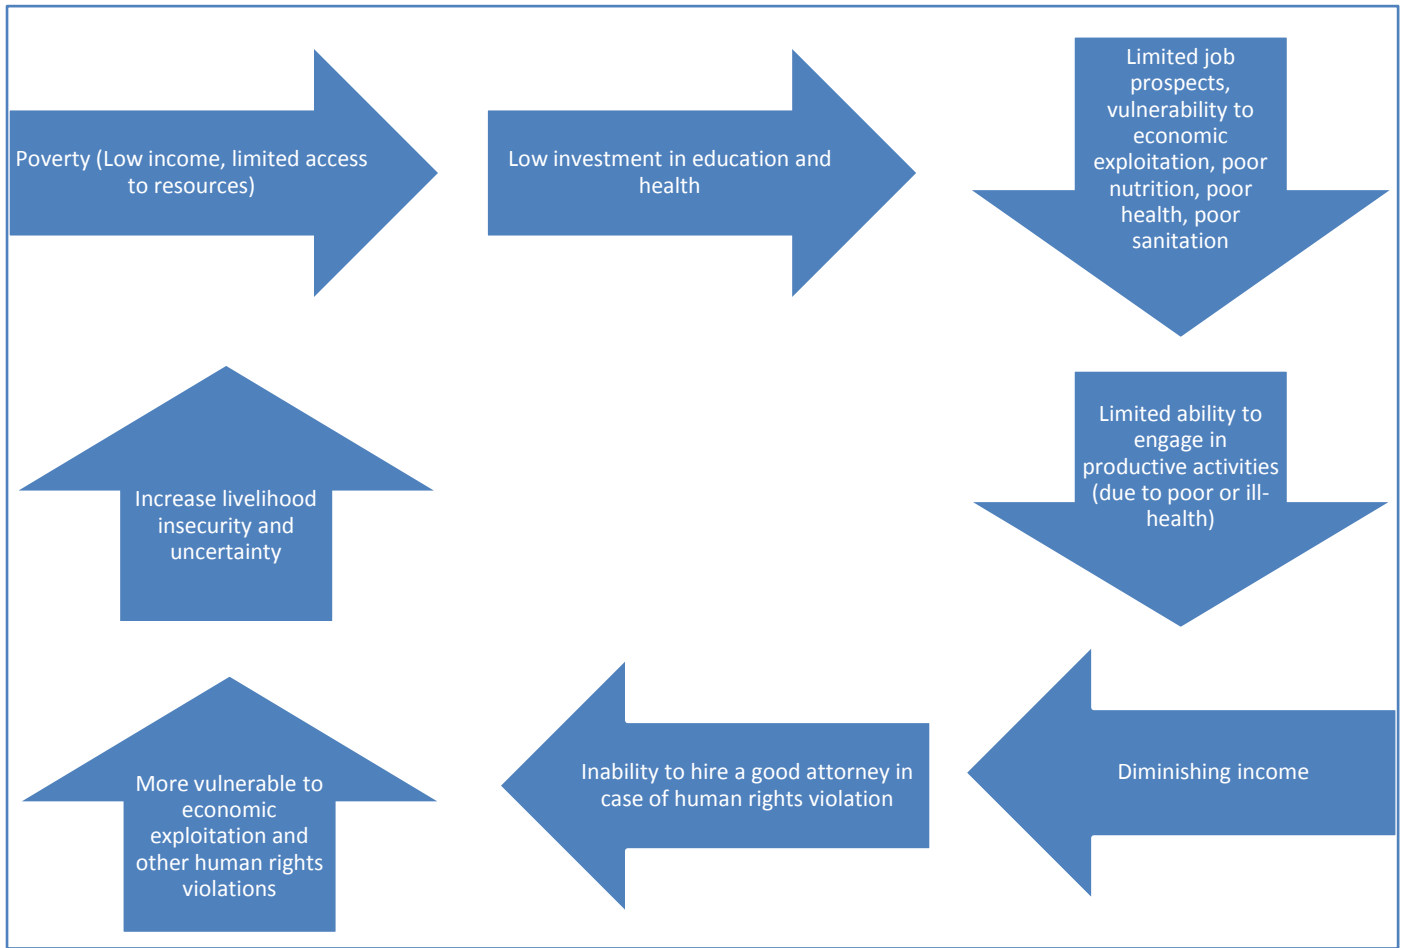 Poverty (Low income, limited access
to resources)
Low investment in education and
health
Limited job
prospects,
vulnerability to
economic
exploitation, poor
nutrition, poor
health, poor
sanitation
Limited ability to
engage in
productive activities
(due to poor or ill-
health)
Diminishing income
Inability to hire a good attorney in
case of human rights violation
More vulnerable to
economic
exploitation and
other human rights
violations
Increase livelihood
insecurity and
uncertainty